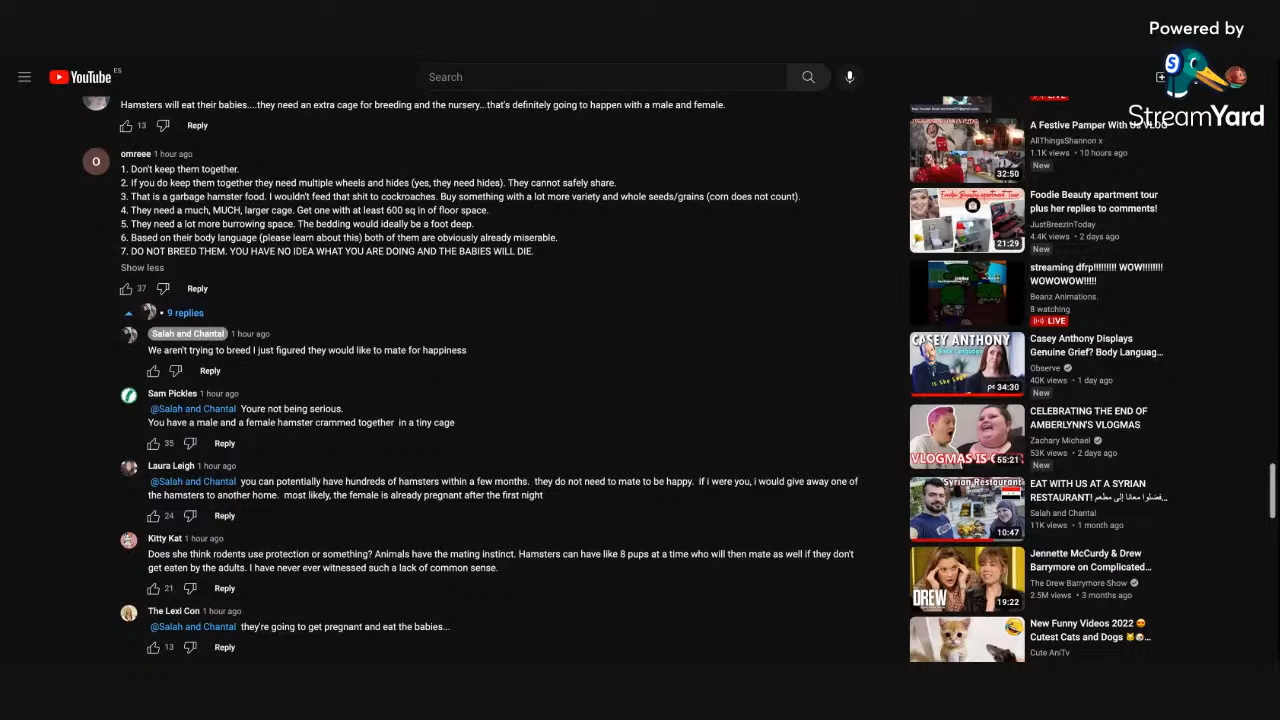 Powered by
StreamYard
YouTube ES
Search
Hamsters will eat their babies....they need an extra cage for breeding and the nursery...that's definitely going to happen with a male and female.
13 Reply
O
omreee 1 hour ago
1. Don't keep them together.
2. If you do keep them together they need multiple wheels and hides (yes, they need hides). They cannot safely share.
3. That is a garbage hamster food. I wouldn't feed that shit to cockroaches. Buy something with a lot more variety and whole seeds/grains (corn does not count).
4. They need a much, MUCH, larger cage. Get one with at least 600 sq in of floor space.
5. They need a lot more burrowing space. The bedding would ideally be a foot deep.
6. Based on their body language (please learn about this) both of them are obviously already miserable.
7. DO NOT BREED THEM. YOU HAVE NO IDEA WHAT YOU ARE DOING AND THE BABIES WILL DIE.
Show less
37 Reply
• 9 replies
Salah and Chantal 1 hour ago
We aren't trying to breed I just figured they would like to mate for happiness
Reply
Sam Pickles 1 hour ago
@Salah and Chantal Youre not being serious.
You have a male and a female hamster crammed together in a tiny cage
35 Reply
Laura Leigh 1 hour ago
@Salah and Chantal you can potentially have hundreds of hamsters within a few months. they do not need to mate to be happy. if i were you, i would give away one
of the hamsters to another home. most likely, the female is already pregnant after the first night
24 Reply
Kitty Kat 1 hour ago
Does she think rodents use protection or something? Animals have the mating instinct. Hamsters can have like 8 pups at a time who will then mate as well if they don't
get eaten by the adults. I have never ever witnessed such a lack of common sense.
21 Reply
The Lexi Con 1 hour ago
@Salah and Chantal they're going to get pregnant and eat the babies...
13 Reply
LIVE
A Festive Pamper With Us VLOG
AllThingsShannon x
1.1K views • 10 hours ago
New
32:50
Foodie Beauty apartment Tour
Foodie Beauty apartment tour
plus her replies to comments!
JustBreezinToday
4.4K views • 2 days ago
New
21:29
streaming dfrp!!!!!!!!! WOW!!!!!!!!
WOWOWOW!!!!!
Beanz Animations.
8 watching
LIVE
CASEY ANTHONY
Body Language
34:30
Casey Anthony Displays
Genuine Grief? Body Languag...
Observe
40K views • 1 day ago
New
VLOGMAS IS
55:21
CELEBRATING THE END OF
AMBERLYNN'S VLOGMAS
Zachary Michael
53K views • 2 days ago
New
Syrian Restaurant
10:47
EAT WITH US AT A SYRIAN
RESTAURANT! فضلوا معانا إلى مطعم...
Salah and Chantal
11K views • 1 month ago
DREW
19:22
Jennette McCurdy & Drew
Barrymore on Complicated...
The Drew Barrymore Show
2.5M views • 3 months ago
New Funny Videos 2022 😍
Cutest Cats and Dogs 🐱🐶...
Cute AniTv